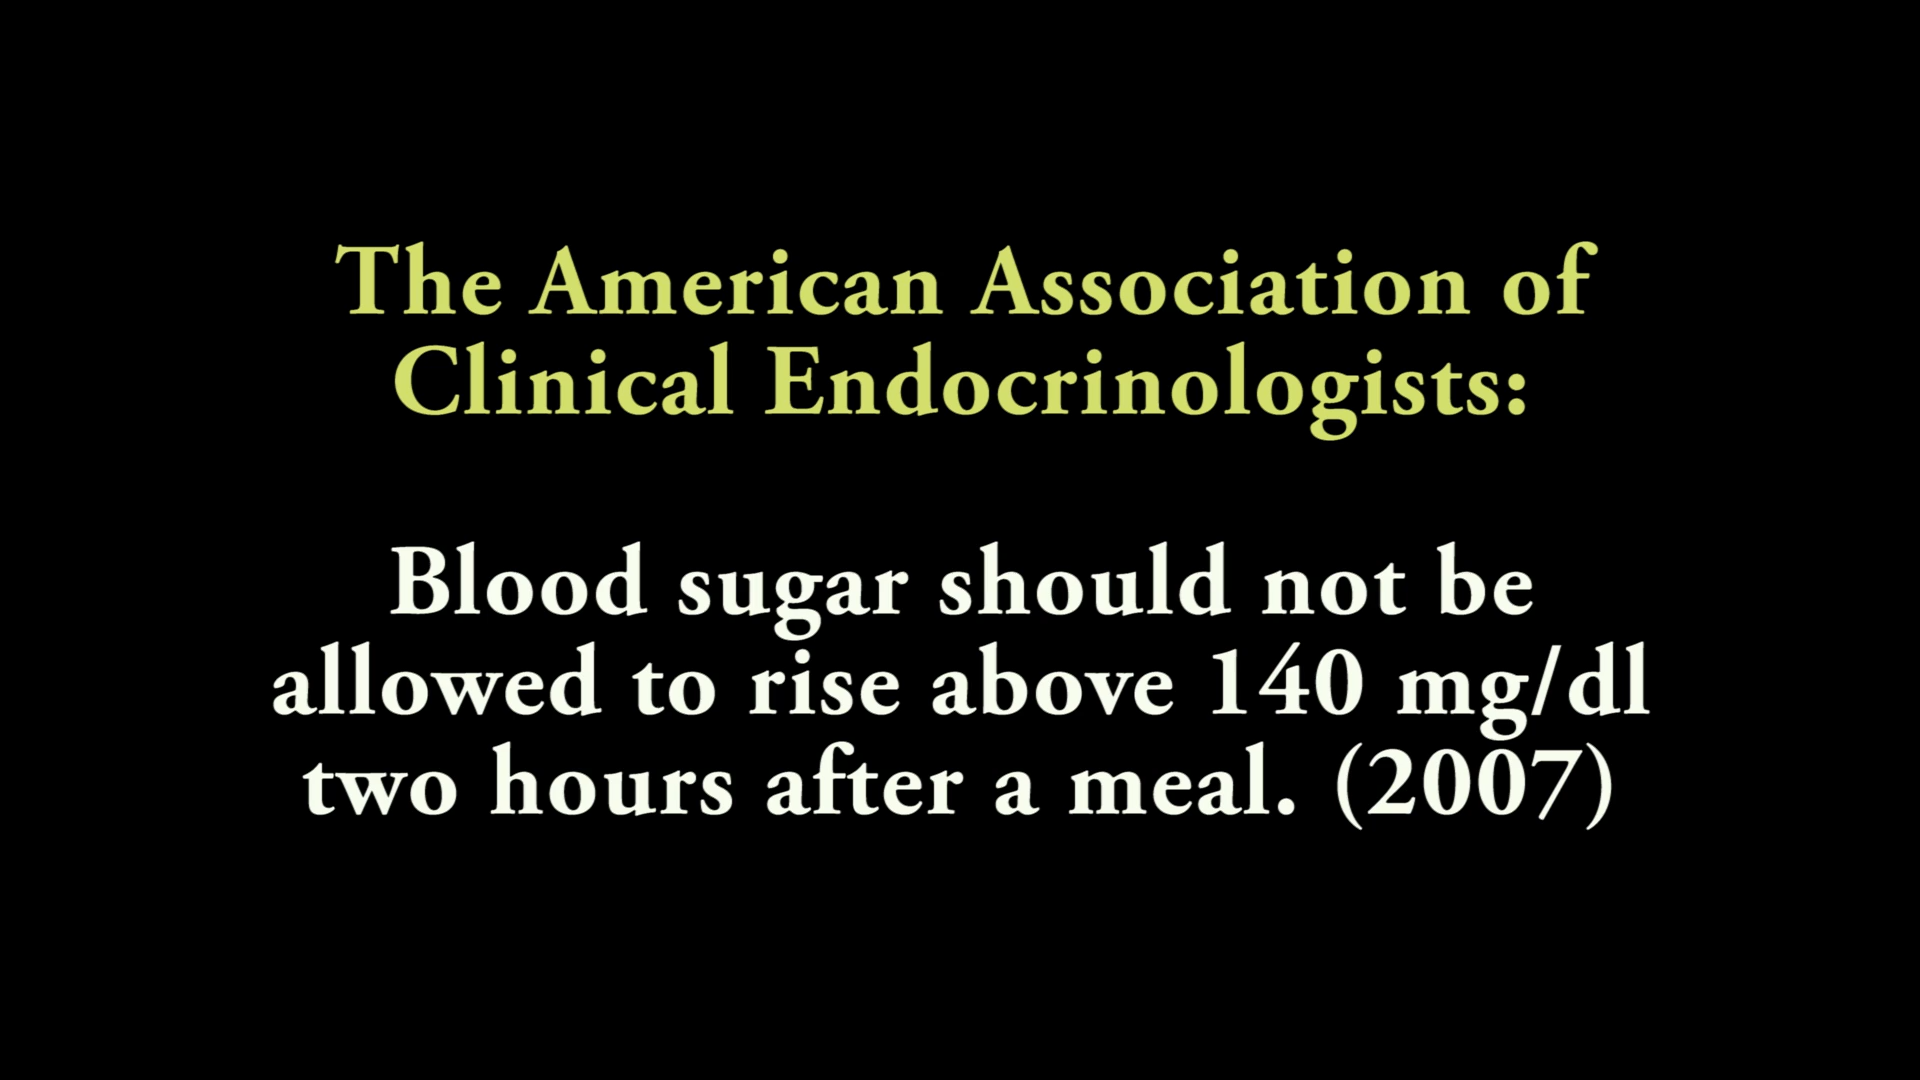 The American Association of
Clinical Endocrinologists:
Blood sugar should not be
allowed to rise above 140 mg/dl
two hours after a meal. (2007)